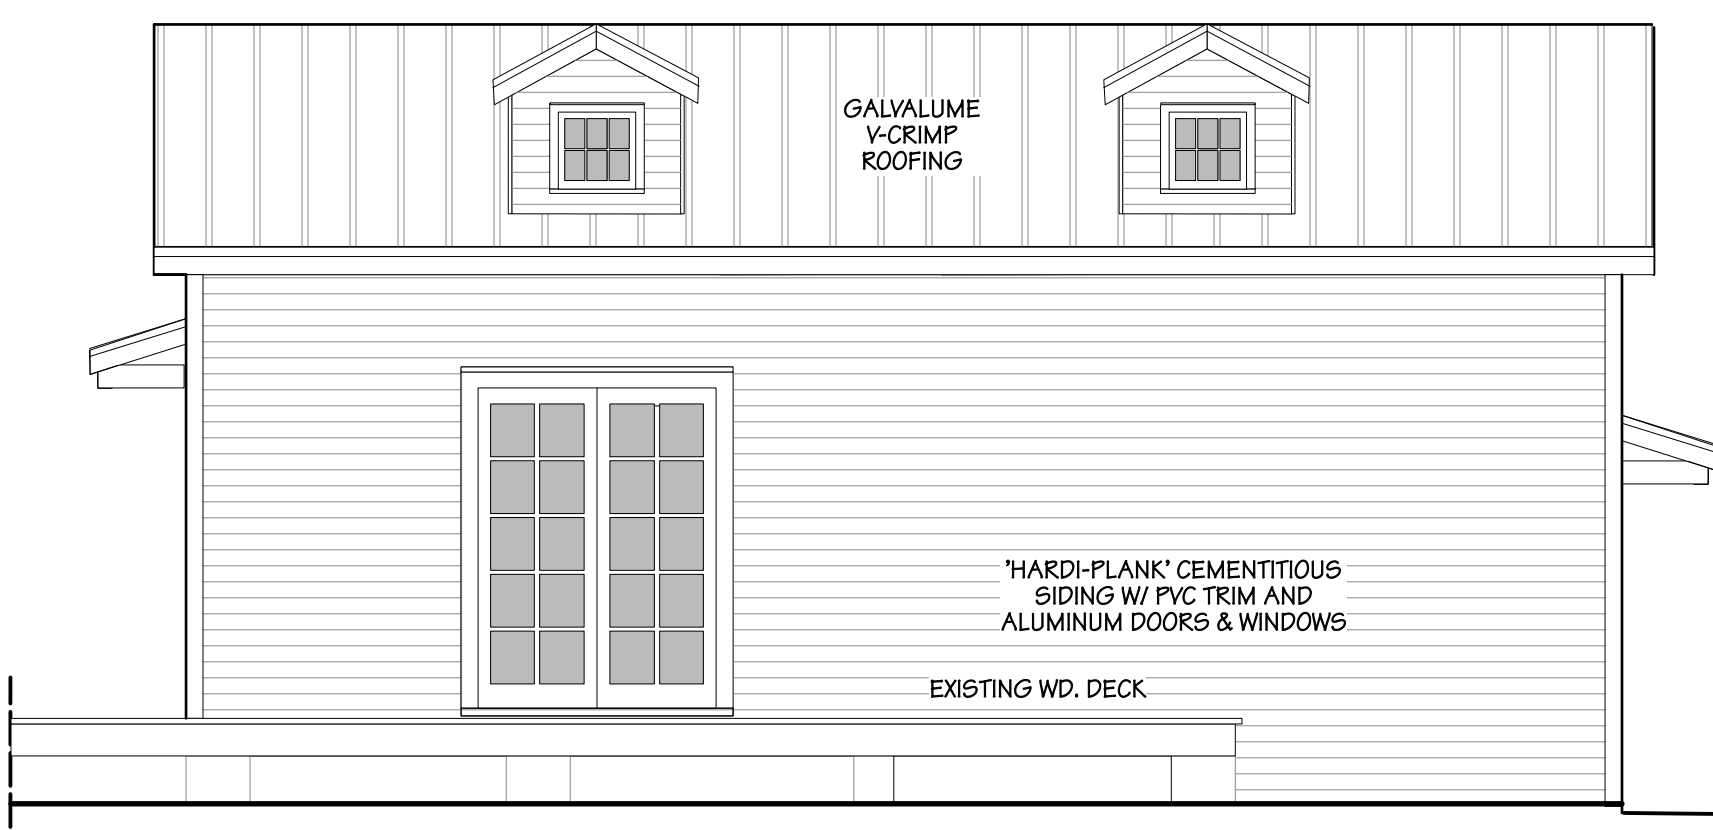 GALVALUME
V-CRIMP
ROOFING
'HARDI-PLANK' CEMENTITIOUS
SIDING W/ PVC TRIM AND
ALUMINUM DOORS & WINDOWS
EXISTING WD. DECK